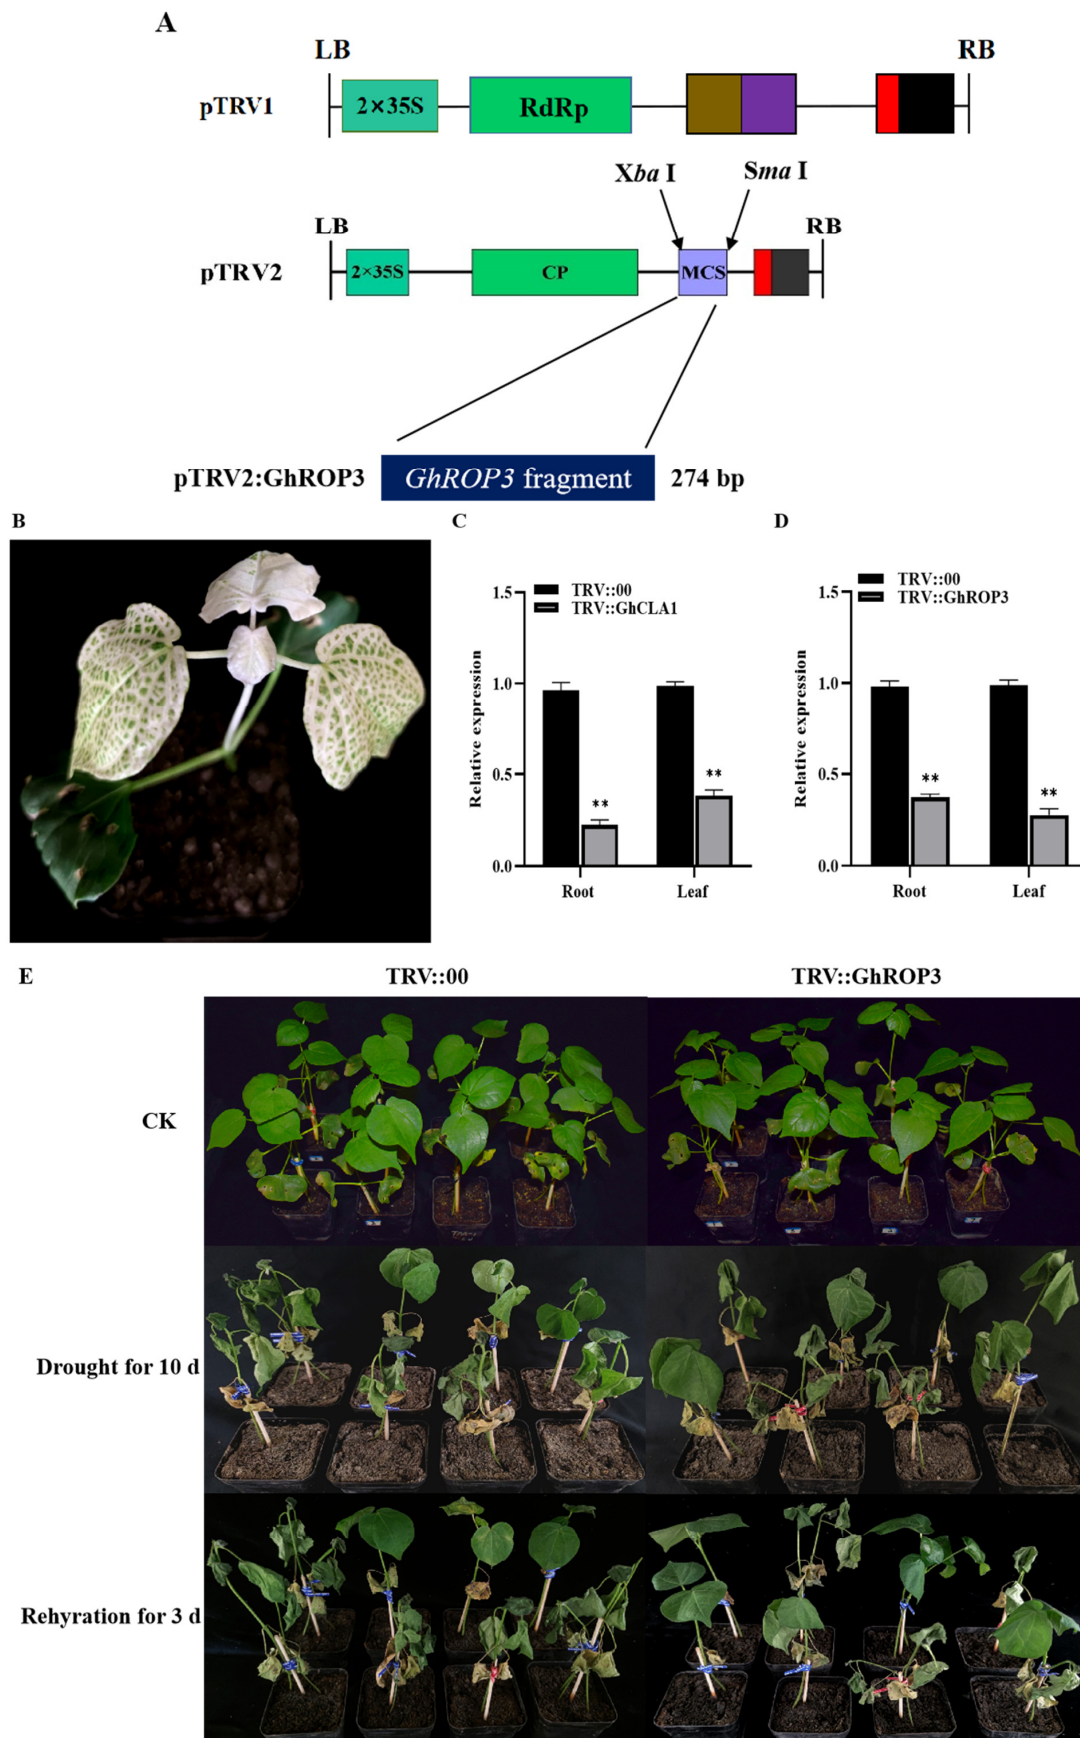 A
LB RB
pTRV1 2×35S RdRp
Xba I Sma I
LB RB
pTRV2 2×35S CP MCS
pTRV2:GhROP3 GhROP3 fragment 274 bp
B C D
TRV::00
TRV::GhCLA1
Relative expression
1.5
1.0
0.5
0.0
**
**
Root Leaf
TRV::00
TRV::GhROP3
Relative expression
1.5
1.0
0.5
0.0
**
**
Root Leaf
E TRV::00 TRV::GhROP3
CK
Drought for 10 d
Rehyration for 3 d